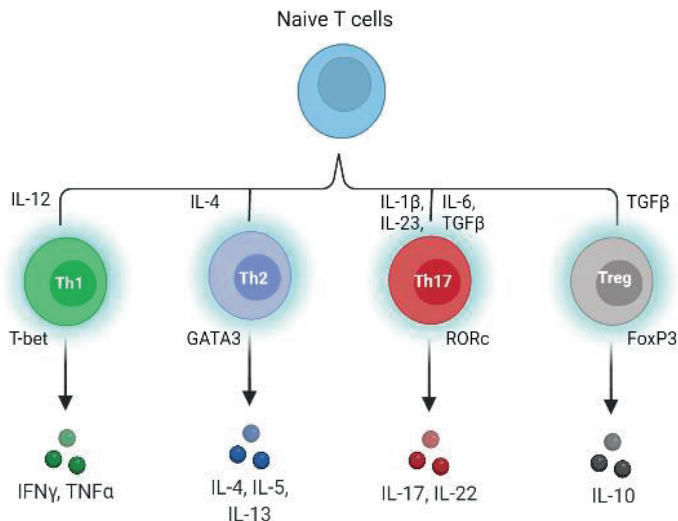 Naive T cells
IL-12
IL-4
IL-1β, IL-6,
IL-23, TGFβ
TGFβ
Th1
Th2
Th17
Treg
T-bet
GATA3
RORc
FoxP3
IFNγ, TNFα
IL-4, IL-5,
IL-13
IL-17, IL-22
IL-10